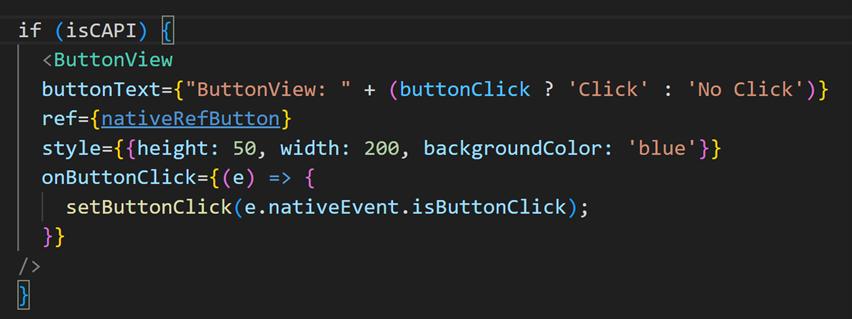 if (isCAPI) {
<ButtonView
buttonText={"ButtonView: " + (buttonClick ? 'Click' : 'No Click')}
ref={nativeRefButton}
style={{height: 50, width: 200, backgroundColor: 'blue'}}
onButtonClick={(e) => {
setButtonClick(e.nativeEvent.isButtonClick);
}}
/>
}